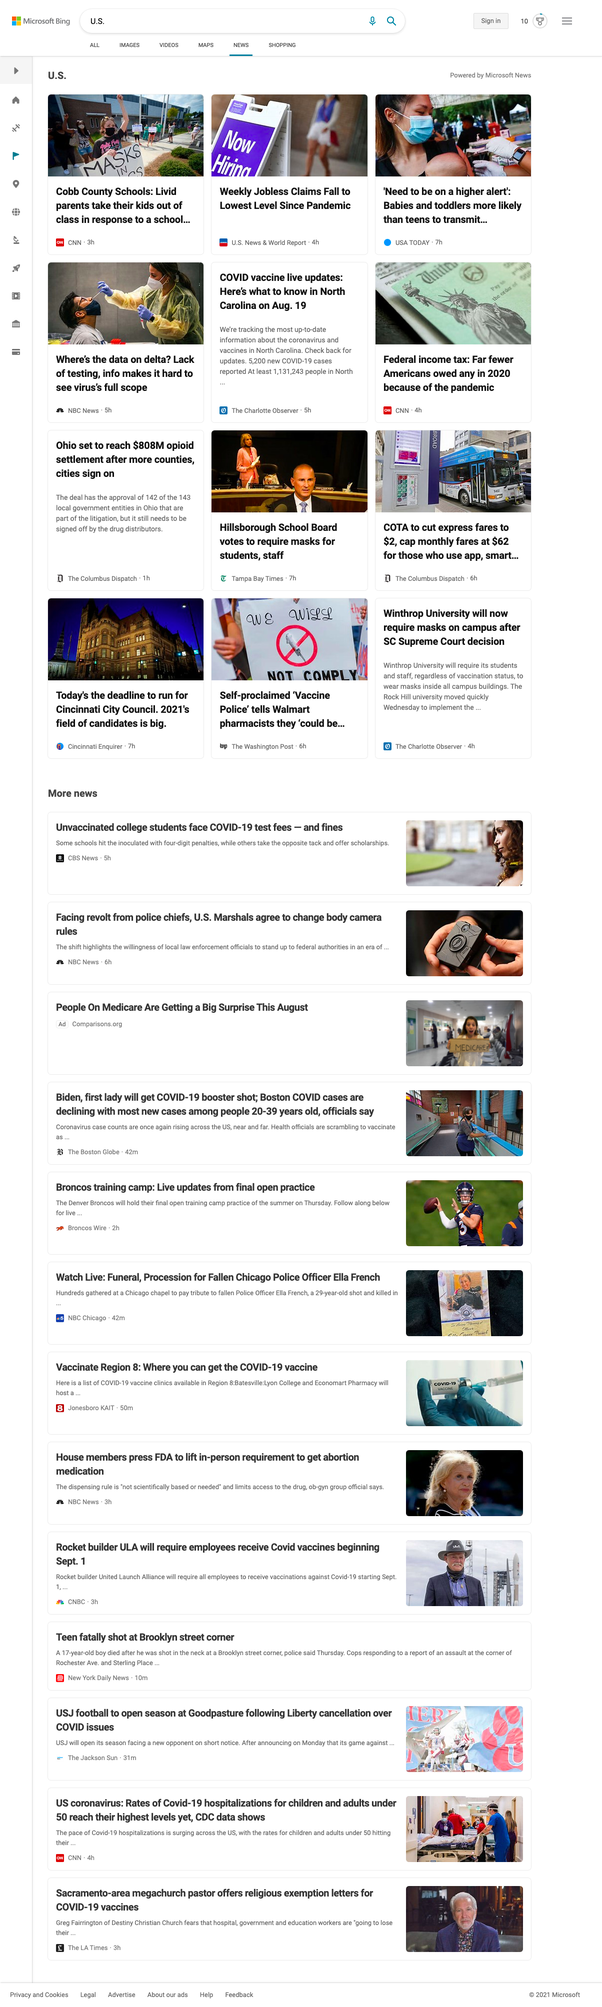 Microsoft Bing
U.S.
Sign in
10
ALL
IMAGES
VIDEOS
MAPS
NEWS
SHOPPING
U.S.
Powered by Microsoft News
MASKS
Now
Hiring
Cobb County Schools: Livid
parents take their kids out of
class in response to a school...
CNN · 3h
Weekly Jobless Claims Fall to
Lowest Level Since Pandemic
U.S. News & World Report · 4h
'Need to be on a higher alert':
Babies and toddlers more likely
than teens to transmit...
USA TODAY · 7h
Where's the data on delta? Lack
of testing, info makes it hard to
see virus's full scope
NBC News · 5h
COVID vaccine live updates:
Here's what to know in North
Carolina on Aug. 19
We're tracking the most up-to-date
information about the coronavirus and
vaccines in North Carolina. Check back for
updates. 5,200 new COVID-19 cases
reported At least 1,131,243 people in North
...
The Charlotte Observer · 5h
Federal income tax: Far fewer
Americans owed any in 2020
because of the pandemic
CNN · 4h
Ohio set to reach $808M opioid
settlement after more counties,
cities sign on
The deal has the approval of 142 of the 143
local government entities in Ohio that are
part of the litigation, but it still needs to be
signed off by the drug distributors.
The Columbus Dispatch · 1h
Hillsborough School Board
votes to require masks for
students, staff
Tampa Bay Times · 7h
COTA to cut express fares to
$2, cap monthly fares at $62
for those who use app, smart...
The Columbus Dispatch · 6h
Today's the deadline to run for
Cincinnati City Council. 2021's
field of candidates is big.
Cincinnati Enquirer · 7h
WE WILL
NOT COMPLY
Self-proclaimed 'Vaccine
Police' tells Walmart
pharmacists they 'could be...
The Washington Post · 6h
Winthrop University will now
require masks on campus after
SC Supreme Court decision
Winthrop University will require its students
and staff, regardless of vaccination status, to
wear masks inside all campus buildings. The
Rock Hill university moved quickly
Wednesday to implement the ...
The Charlotte Observer · 4h
More news
Unvaccinated college students face COVID-19 test fees — and fines
Some schools hit the inoculated with four-digit penalties, while others take the opposite tack and offer scholarships.
CBS News · 5h
Facing revolt from police chiefs, U.S. Marshals agree to change body camera
rules
The shift highlights the willingness of local law enforcement officials to stand up to federal authorities in an era of ...
NBC News · 6h
People On Medicare Are Getting a Big Surprise This August
Ad Comparisons.org
MEDICARE
Biden, first lady will get COVID-19 booster shot; Boston COVID cases are
declining with most new cases among people 20-39 years old, officials say
Coronavirus case counts are once again rising across the US, near and far. Health officials are scrambling to vaccinate
as ...
The Boston Globe · 42m
Broncos training camp: Live updates from final open practice
The Denver Broncos will hold their final open training camp practice of the summer on Thursday. Follow along below
for live ...
Broncos Wire · 2h
Watch Live: Funeral, Procession for Fallen Chicago Police Officer Ella French
Hundreds gathered at a Chicago chapel to pay tribute to fallen Police Officer Ella French, a 29-year-old shot and killed in
...
NBC Chicago · 42m
Vaccinate Region 8: Where you can get the COVID-19 vaccine
Here is a list of COVID-19 vaccine clinics available in Region 8:Batesville:Lyon College and Economart Pharmacy will
host a ...
Jonesboro KAIT · 50m
COVID-19
VACCINE
House members press FDA to lift in-person requirement to get abortion
medication
The dispensing rule is "not scientifically based or needed" and limits access to the drug, ob-gyn group official says.
NBC News · 3h
Rocket builder ULA will require employees receive Covid vaccines beginning
Sept. 1
Rocket builder United Launch Alliance will require all employees to receive vaccinations against Covid-19 starting Sept.
1, ...
CNBC · 3h
Teen fatally shot at Brooklyn street corner
A 17-year-old boy died after he was shot in the neck at a Brooklyn street corner, police said Thursday. Cops responding to a report of an assault at the corner of
Rochester Ave. and Sterling Place ...
New York Daily News · 10m
USJ football to open season at Goodpasture following Liberty cancellation over
COVID issues
USJ will open its season facing a new opponent on short notice. After announcing on Monday that its game against ...
The Jackson Sun · 31m
US coronavirus: Rates of Covid-19 hospitalizations for children and adults under
50 reach their highest levels yet, CDC data shows
The pace of Covid-19 hospitalizations is surging across the US, with the rates for children and adults under 50 hitting
their ...
CNN · 4h
Sacramento-area megachurch pastor offers religious exemption letters for
COVID-19 vaccines
Greg Fairrington of Destiny Christian Church fears that hospital, government and education workers are "going to lose
their ...
The LA Times · 3h
Privacy and Cookies
Legal
Advertise
About our ads
Help
Feedback
© 2021 Microsoft